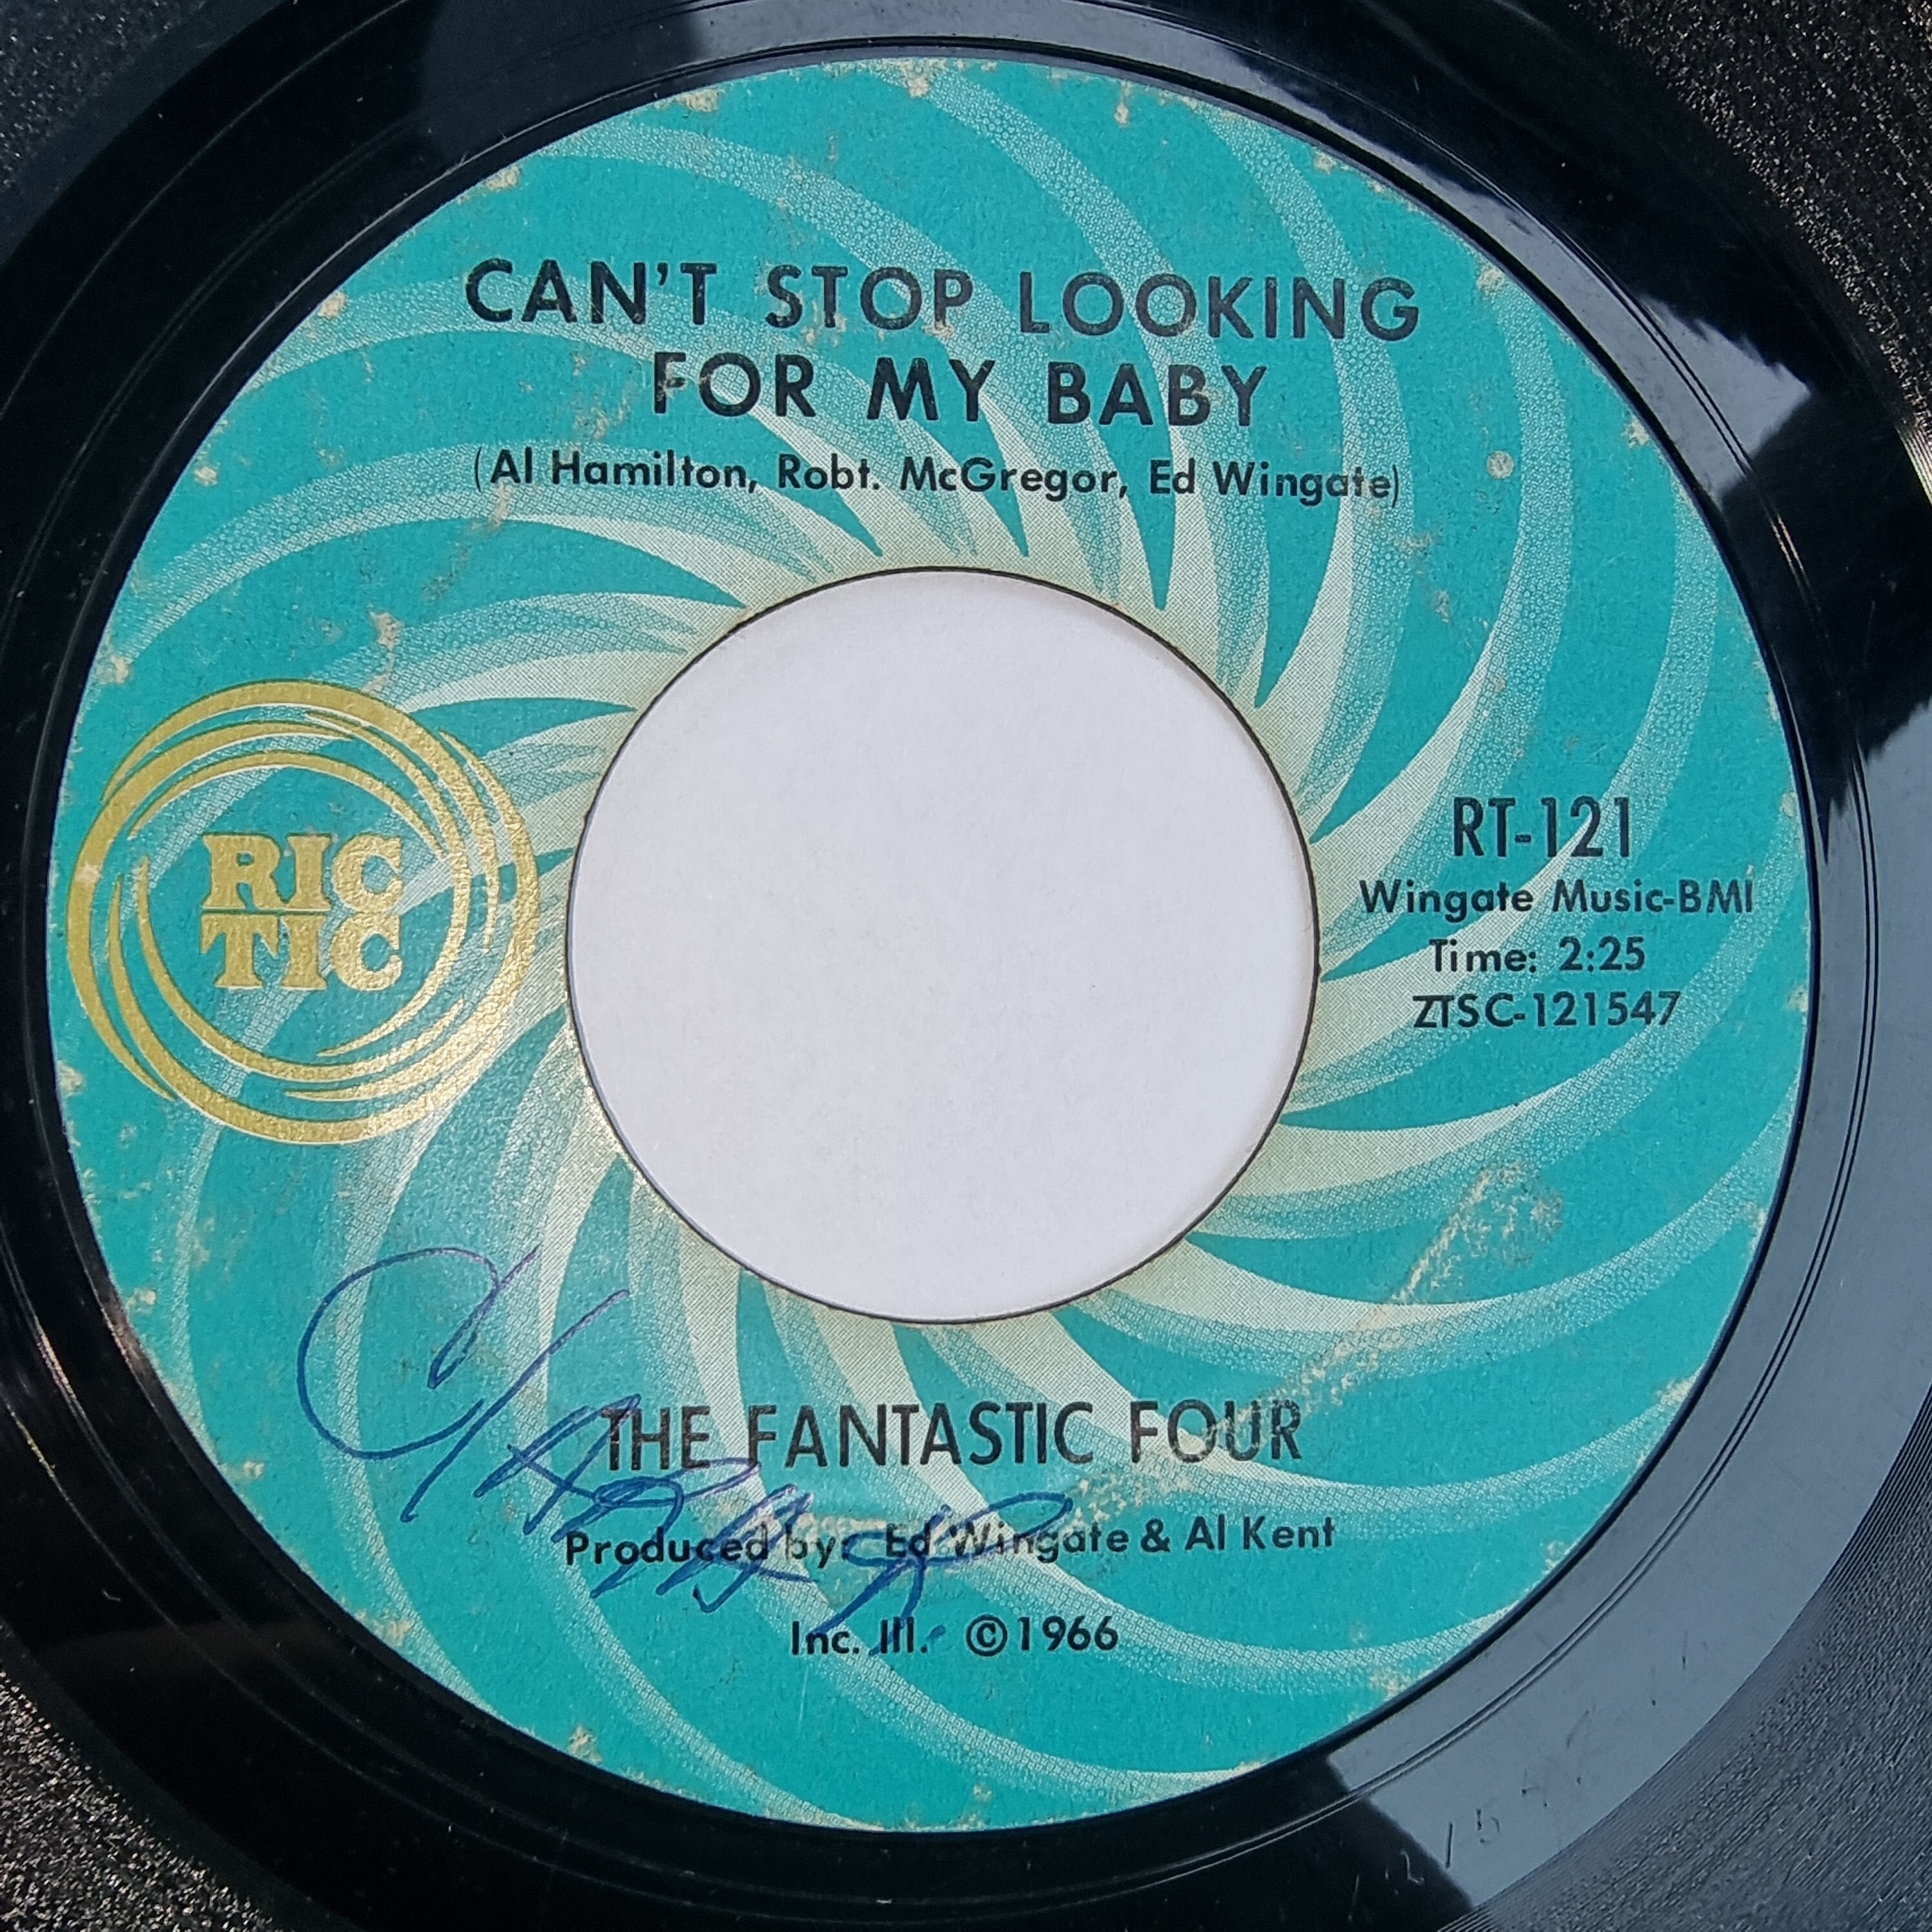 CAN'T STOP LOOKING
FOR MY BABY
(Al Hamilton, Robt. McGregor, Ed Wingate)
RIC
TIC
RT-121
Wingate Music-BMI
Time: 2:25
ZTSC-121547
THE FANTASTIC FOUR
Produced by: Ed Wingate & Al Kent
Inc. Ill. ©1966